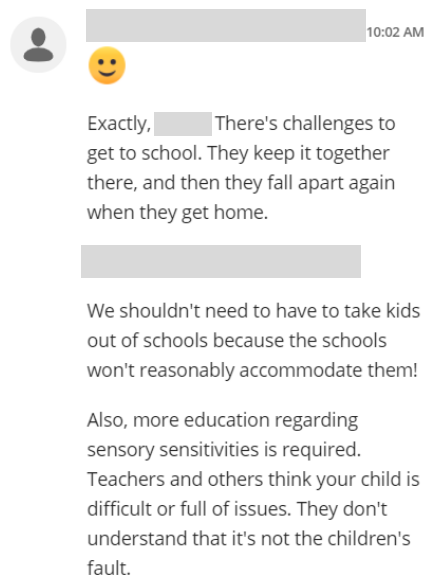 10:02 AM
Exactly, There's challenges to
get to school. They keep it together
there, and then they fall apart again
when they get home.
We shouldn't need to have to take kids
out of schools because the schools
won't reasonably accommodate them!
Also, more education regarding
sensory sensitivities is required.
Teachers and others think your child is
difficult or full of issues. They don't
understand that it's not the children's
fault.